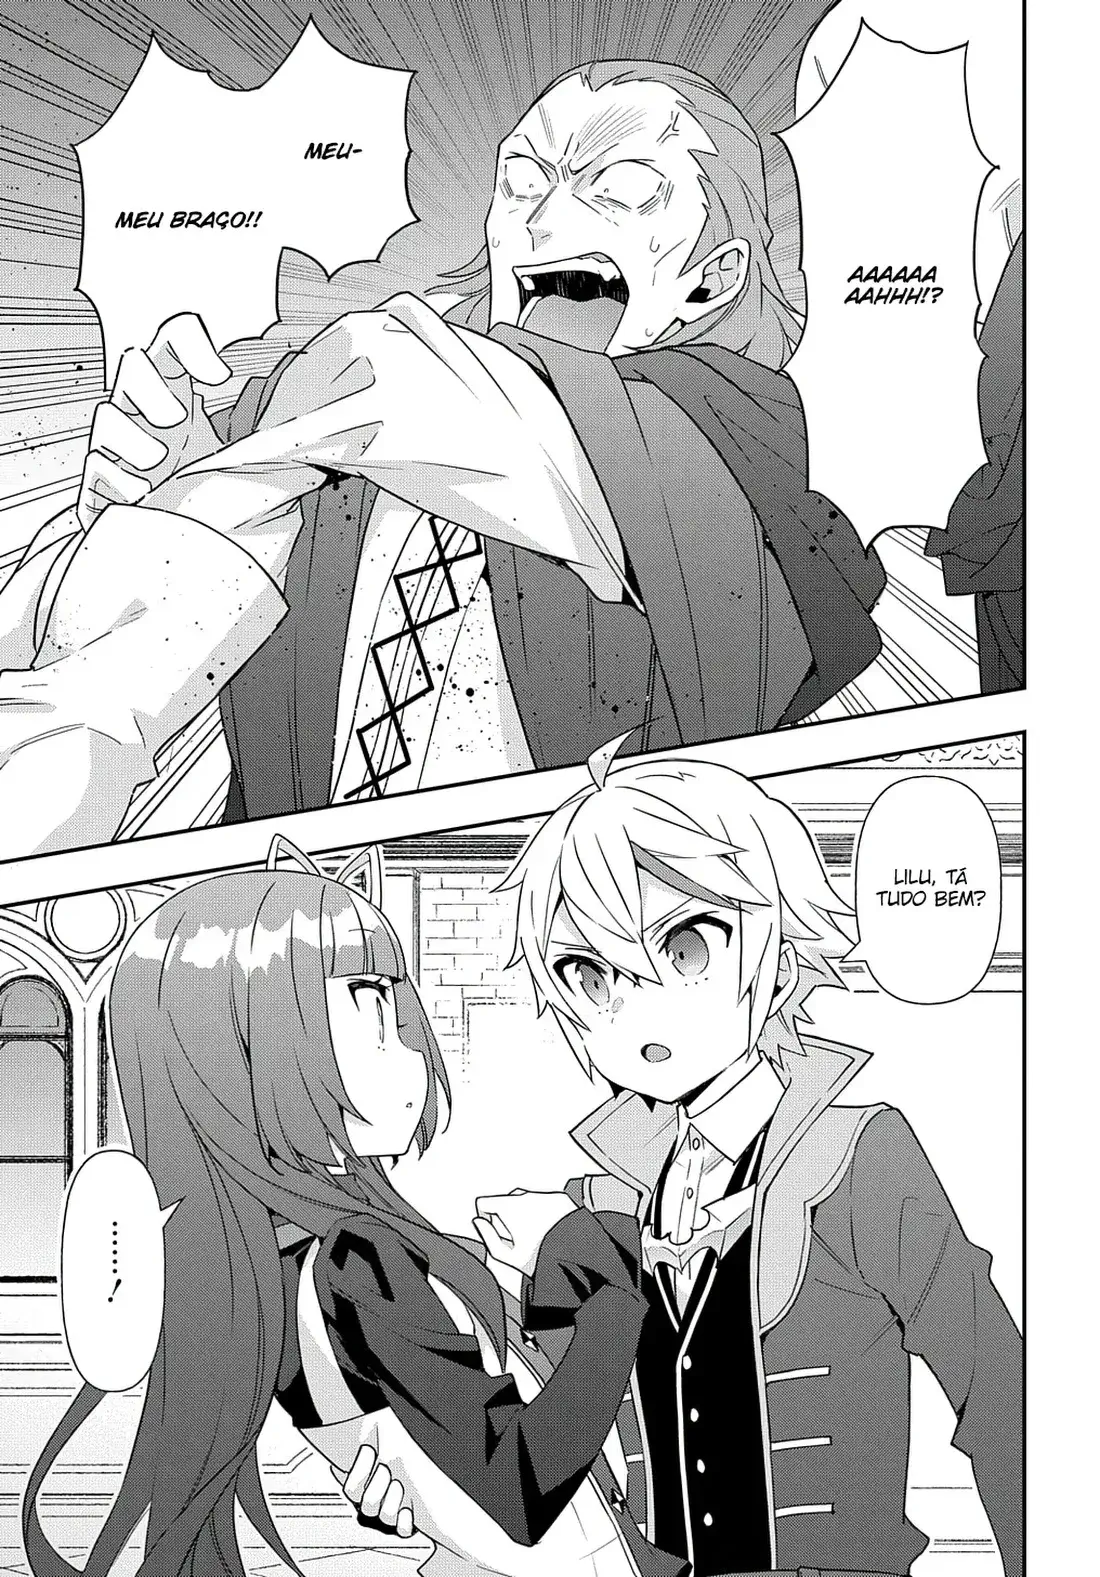 AAAAAA
AAHHH!?
MEU-
MEU BRAÇO!!
LILU, TÁ
TUDO BEM?
........!